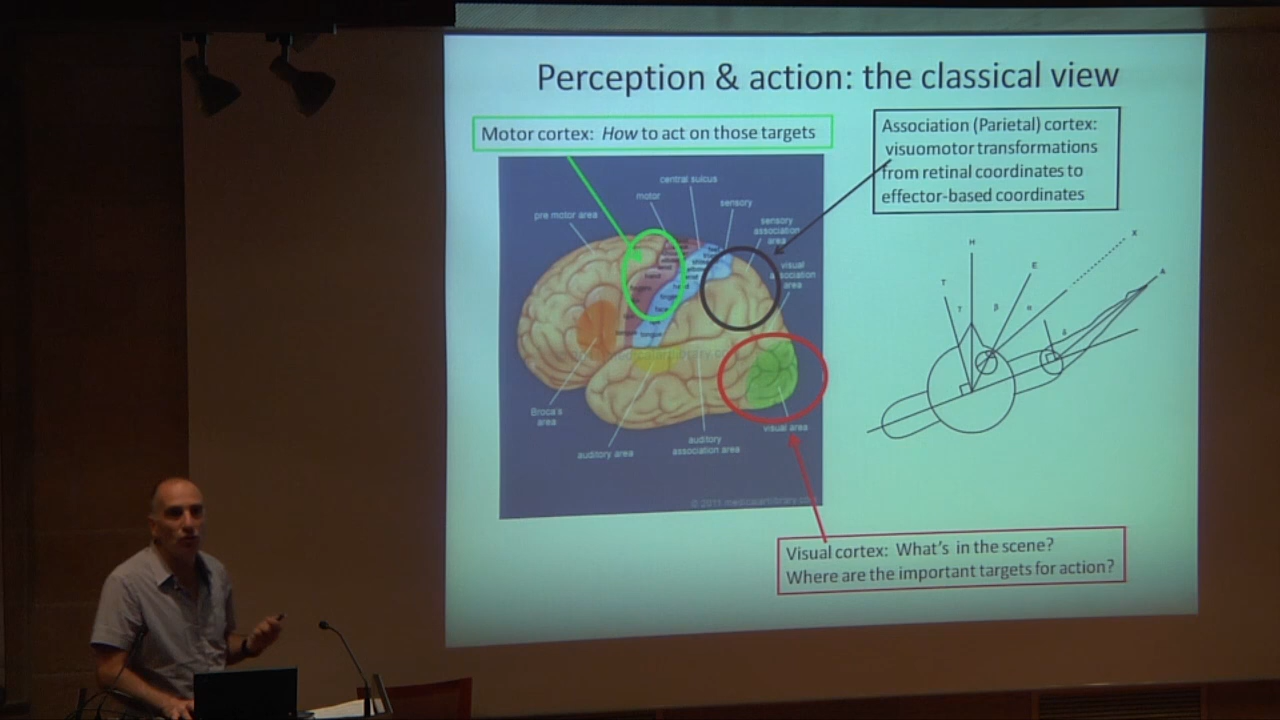 Perception & action: the classical view
Motor cortex: How to act on those targets
Association (Parietal) cortex:
visuomotor transformations
from retinal coordinates to
effector-based coordinates
central sulcus
motor
sensory
pre motor area
sensory
association
area
visual
association
area
Broca's
area
auditory area
auditory
association area
visual area
tongue
H
E
X
T
A
T
β
α
Visual cortex: What's in the scene?
Where are the important targets for action?